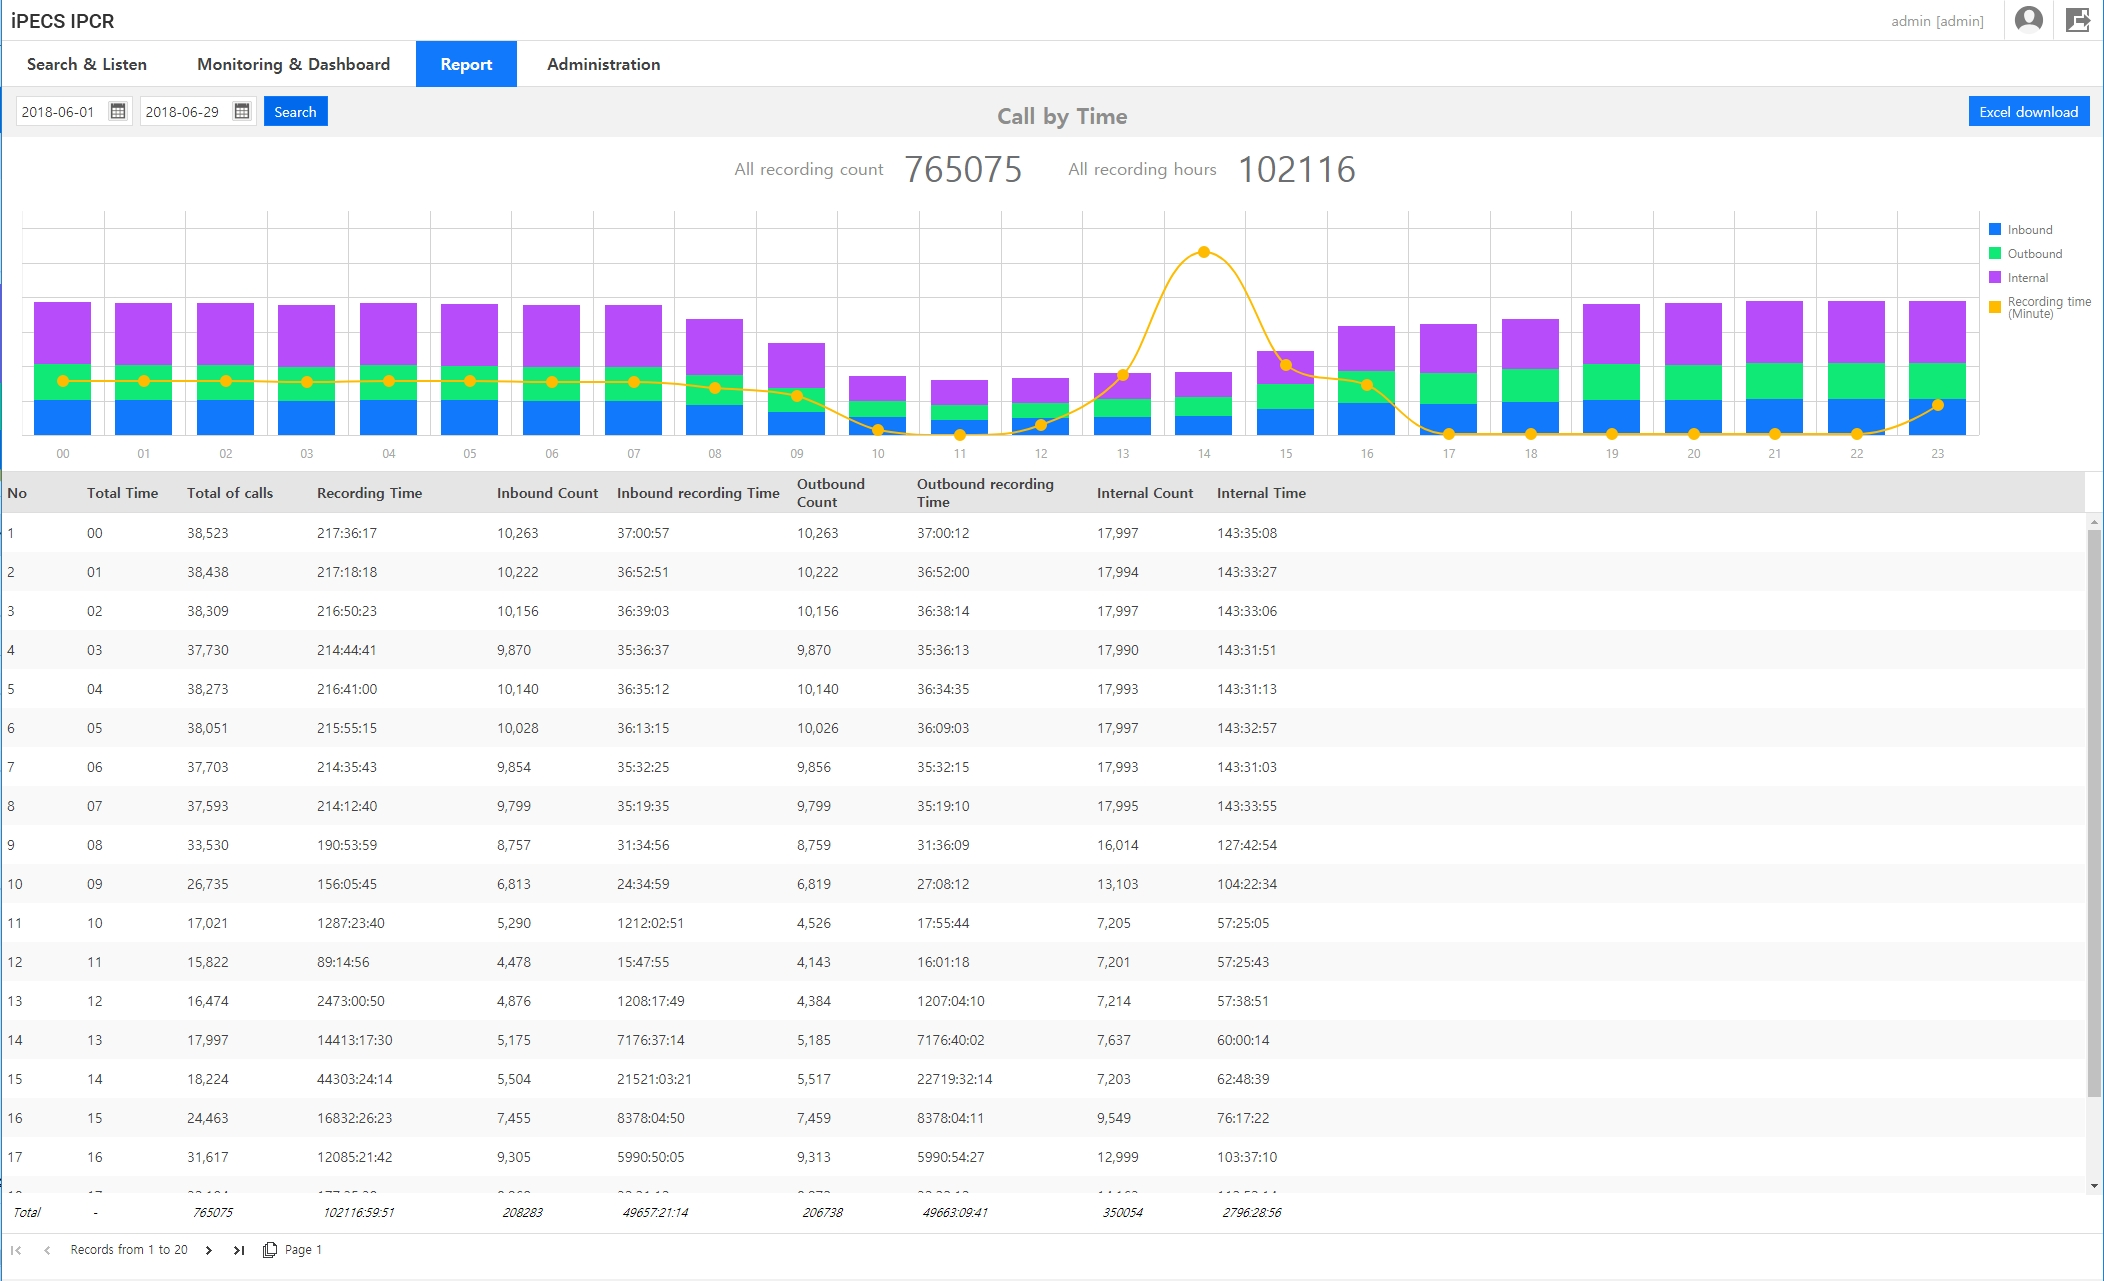 iPECS IPCR
admin [admin]
Search & Listen Monitoring & Dashboard Report Administration
2018-06-01 2018-06-29 Search
Call by Time
Excel download
All recording count 765075 All recording hours 102116
Inbound
Outbound
Internal
Recording time
(Minute)
00 01 02 03 04 05 06 07 08 09 10 11 12 13 14 15 16 17 18 19 20 21 22 23
No Total Time Total of calls Recording Time Inbound Count Inbound recording Time Outbound Count Outbound recording Time Internal Count Internal Time
1 00 38,523 217:36:17 10,263 37:00:57 10,263 37:00:12 17,997 143:35:08
2 01 38,438 217:18:18 10,222 36:52:51 10,222 36:52:00 17,994 143:33:27
3 02 38,309 216:50:23 10,156 36:39:03 10,156 36:38:14 17,997 143:33:06
4 03 37,730 214:44:41 9,870 35:36:37 9,870 35:36:13 17,990 143:31:51
5 04 38,273 216:41:00 10,140 36:35:12 10,140 36:34:35 17,993 143:31:13
6 05 38,051 215:55:15 10,028 36:13:15 10,026 36:09:03 17,997 143:32:57
7 06 37,703 214:35:43 9,854 35:32:25 9,856 35:32:15 17,993 143:31:03
8 07 37,593 214:12:40 9,799 35:19:35 9,799 35:19:10 17,995 143:33:55
9 08 33,530 190:53:59 8,757 31:34:56 8,759 31:36:09 16,014 127:42:54
10 09 26,735 156:05:45 6,813 24:34:59 6,819 27:08:12 13,103 104:22:34
11 10 17,021 1287:23:40 5,290 1212:02:51 4,526 17:55:44 7,205 57:25:05
12 11 15,822 89:14:56 4,478 15:47:55 4,143 16:01:18 7,201 57:25:43
13 12 16,474 2473:00:50 4,876 1208:17:49 4,384 1207:04:10 7,214 57:38:51
14 13 17,997 14413:17:30 5,175 7176:37:14 5,185 7176:40:02 7,637 60:00:14
15 14 18,224 44303:24:14 5,504 21521:03:21 5,517 22719:32:14 7,203 62:48:39
16 15 24,463 16832:26:23 7,455 8378:04:50 7,459 8378:04:11 9,549 76:17:22
17 16 31,617 12085:21:42 9,305 5990:50:05 9,313 5990:54:27 12,999 103:37:10
Total - 765075 102116:59:51 208283 49657:21:14 206738 49663:09:41 350054 2796:28:56
Records from 1 to 20 Page 1